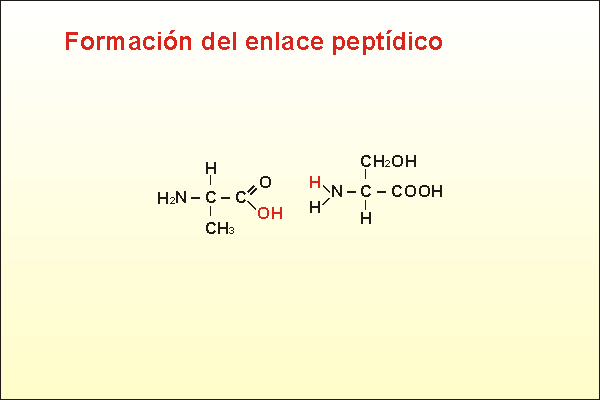 Formación del enlace peptídico
H
H₂N – C – C O
OH
CH₃
CH₂OH
H
N – C – COOH
H
H